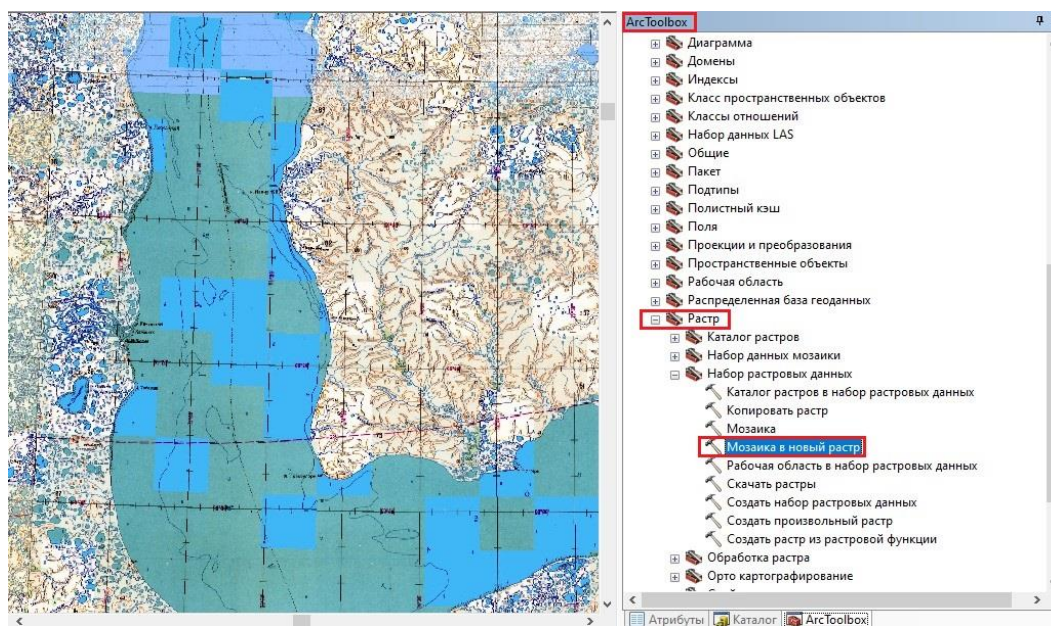 ArcToolbox
Диаграмма
Домены
Индексы
Класс пространственных объектов
Классы отношений
Набор данных LAS
Общие
Пакет
Подтипы
Полистный кэш
Поля
Проекции и преобразования
Пространственные объекты
Рабочая область
Распределенная база геоданных
Растр
Каталог растров
Набор данных мозаики
Набор растровых данных
Каталог растров в набор растровых данных
Копировать растр
Мозаика
Мозаика в новый растр
Рабочая область в набор растровых данных
Скачать растры
Создать набор растровых данных
Создать произвольный растр
Создать растр из растровой функции
Обработка растра
Орто картографирование
Атрибуты Каталог ArcToolbox